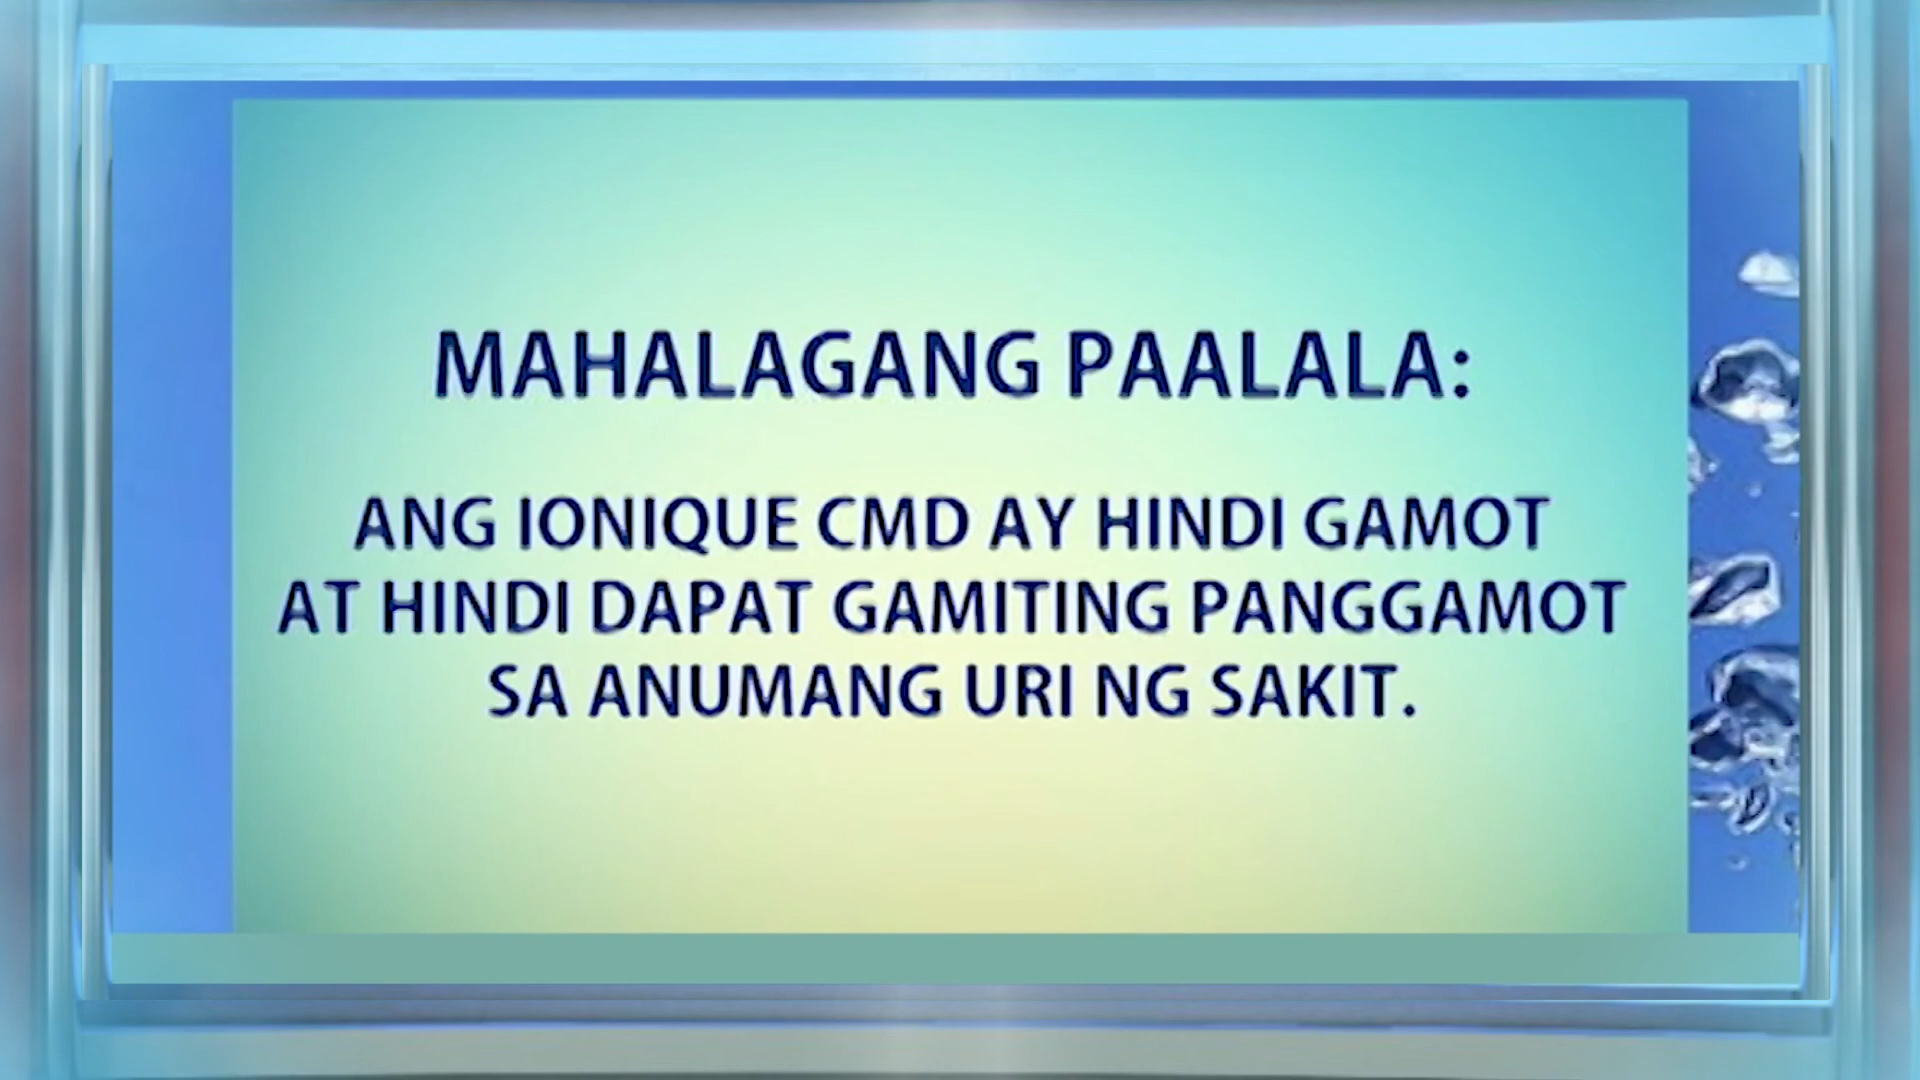 MAHALAGANG PAALALA:
ANG IONIQUE CMD AY HINDI GAMOT
AT HINDI DAPAT GAMITING PANGGAMOT
SA ANUMANG URI NG SAKIT.